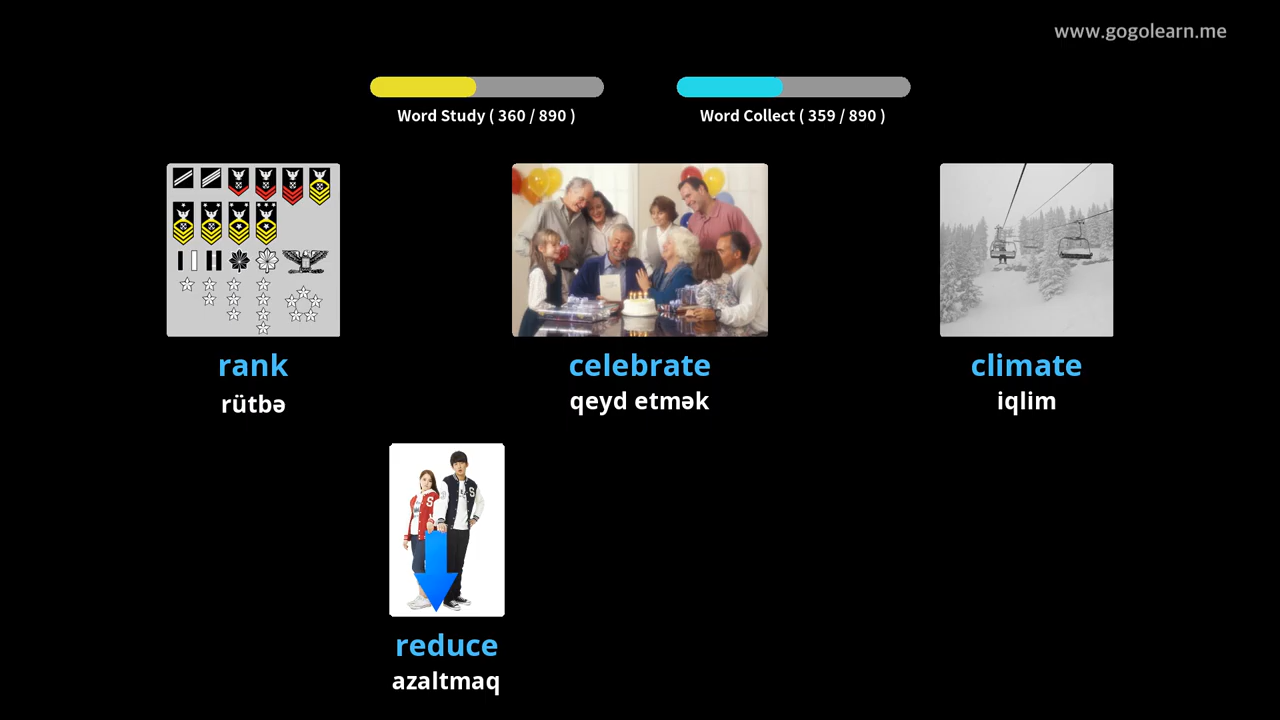 www.gogolearn.me
Word Study ( 360 / 890 )
Word Collect ( 359 / 890 )
rank
rütbə
celebrate
qeyd etmək
climate
iqlim
reduce
azaltmaq